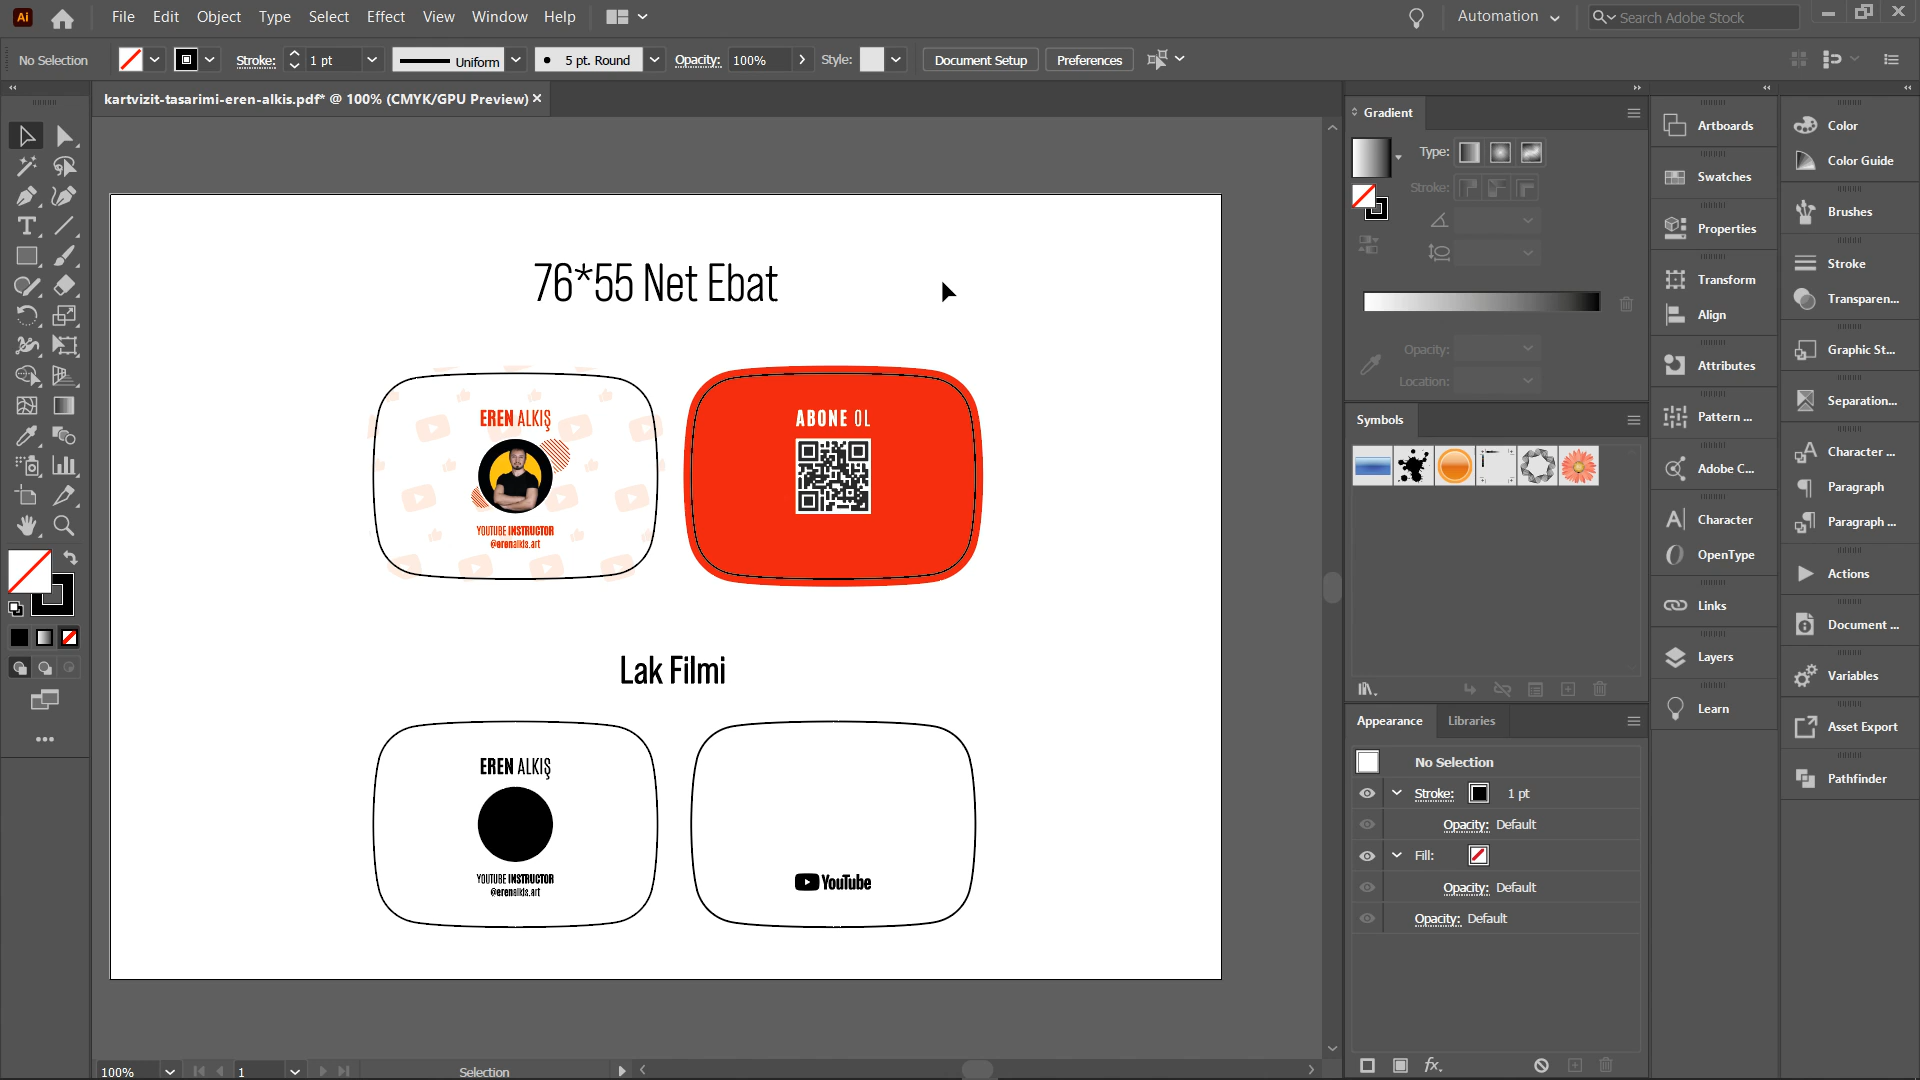 Ai
File Edit Object Type Select Effect View Window Help
Automation
Search Adobe Stock
No Selection
Stroke: 1 pt
Uniform
5 pt. Round
Opacity: 100%
Style:
Document Setup
Preferences
kartvizit-tasarimi-eren-alkis.pdf* @ 100% (CMYK/GPU Preview) ×
76*55 Net Ebat
EREN ALKIŞ
YOUTUBE INSTRUCTOR
@erenalkis.art
ABONE OL
Lak Filmi
EREN ALKIŞ
YOUTUBE INSTRUCTOR
@erenalkis.art
YouTube
100%
1
Selection
Gradient
Type:
Stroke:
Opacity:
Location:
Symbols
Appearance Libraries
No Selection
Stroke: 1 pt
Opacity: Default
Fill:
Opacity: Default
Opacity: Default
fx.
Artboards
Swatches
Properties
Transform
Align
Attributes
Pattern ...
Adobe C...
Character
OpenType
Links
Layers
Learn
Color
Color Guide
Brushes
Stroke
Transparen...
Graphic St...
Separation...
Character ...
Paragraph
Paragraph ...
Actions
Document ...
Variables
Asset Export
Pathfinder